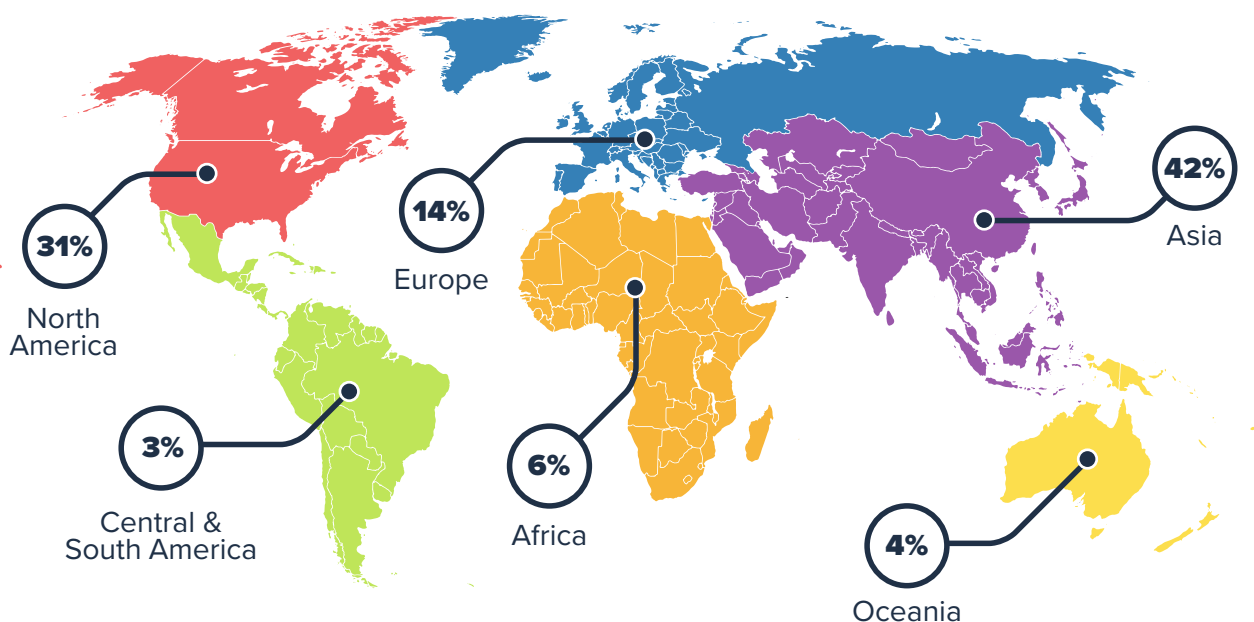 31%
North
America
14%
Europe
42%
Asia
3%
Central &
South America
6%
Africa
4%
Oceania